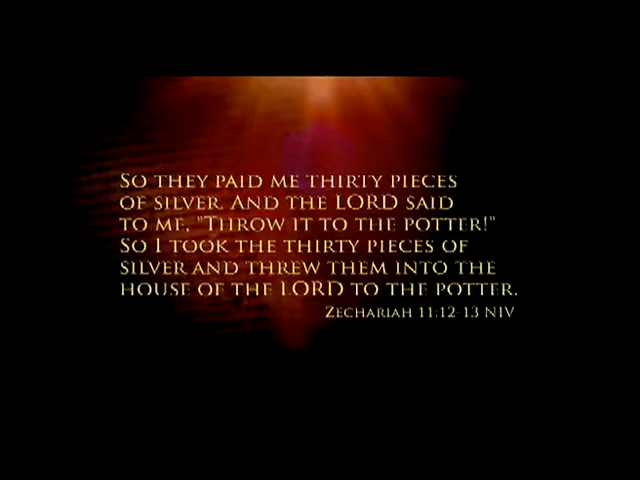 So they paid me thirty pieces
of silver. And the LORD said
to me, "Throw it to the potter!"
So I took the thirty pieces of
silver and threw them into the
house of the LORD to the potter.
Zechariah 11:12-13 NIV